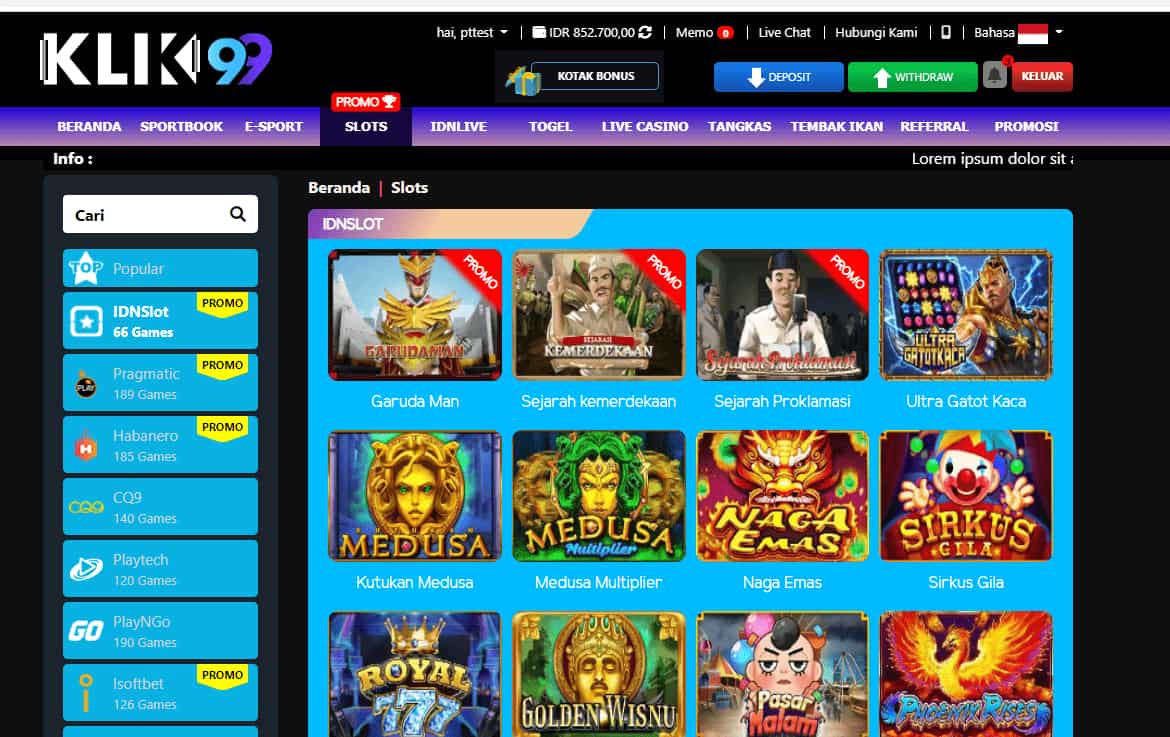 KLIK99
hai, pttest
IDR 852.700,00
Memo 0
Live Chat
Hubungi Kami
Bahasa
KOTAK BONUS
DEPOSIT
WITHDRAW
KELUAR
PROMO
BERANDA
SPORTBOOK
E-SPORT
SLOTS
IDNLIVE
TOGEL
LIVE CASINO
TANGKAS
TEMBAK IKAN
REFERRAL
PROMOSI
Info :
Lorem ipsum dolor sit
Cari
TOP
Popular
IDNSlot
66 Games
PROMO
PLAY
Pragmatic
189 Games
PROMO
H
Habanero
185 Games
PROMO
CQ9
CQ9
140 Games
Playtech
120 Games
GO
PlayNGo
190 Games
Isoftbet
126 Games
PROMO
Beranda | Slots
IDNSLOT
PROMO
GARUDAMAN
Garuda Man
PROMO
SEJARAH
KEMERDEKAAN
Sejarah kemerdekaan
PROMO
Sejarah Proklamasi
Sejarah Proklamasi
ULTRA
GATOTKACA
Ultra Gatot Kaca
KUTUKAN
MEDUSA
Kutukan Medusa
MEDUSA
Multiplier
Medusa Multiplier
NAGA
EMAS
Naga Emas
SIRKUS
GILA
Sirkus Gila
ROYAL
777
GOLDEN WISNU
Pasar
Malam
PHOENIX RISES